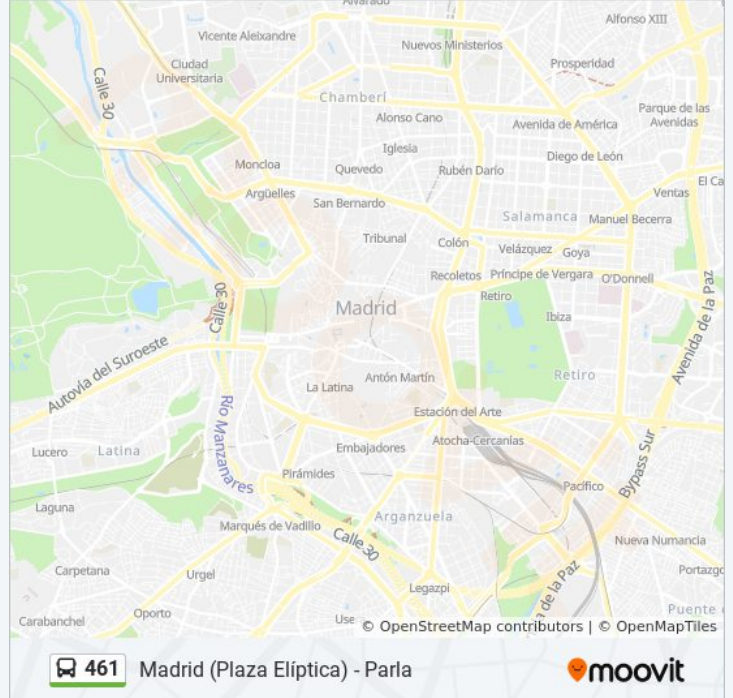 Alvarado
Alfonso XIII
Vicente Aleixandre
Nuevos Ministerios
Ciudad
Universitaria
Prosperidad
Calle 30
Chamberí
Parque de las
Avenidas
Alonso Cano
Avenida de América
Iglesia
Diego de León
Moncloa
Quevedo
Rubén Darío
El Ca
Argüelles
Ventas
San Bernardo
Salamanca
Manuel Becerra
Tribunal
Colón
Velázquez
Goya
Recoletos
Príncipe de Vergara
O'Donnell
Calle 30
Retiro
Madrid
Ibiza
Avenida de la Paz
Autovía del Suroeste
Retiro
La Latina
Antón Martín
Estación del Arte
Río Manzanares
Embajadores
Atocha-Cercanías
Lucero
Latina
Bypass Sur
Pirámides
Pacífico
Laguna
Arganzuela
Marqués de Vadillo
Calle 30
Nueva Numancia
Carpetana
Urgel
Portazgo
Legazpi
a de la Paz
Oporto
Puente
Carabanchel
Use
© OpenStreetMap contributors | © OpenMapTiles
461 Madrid (Plaza Elíptica) - Parla
moovit